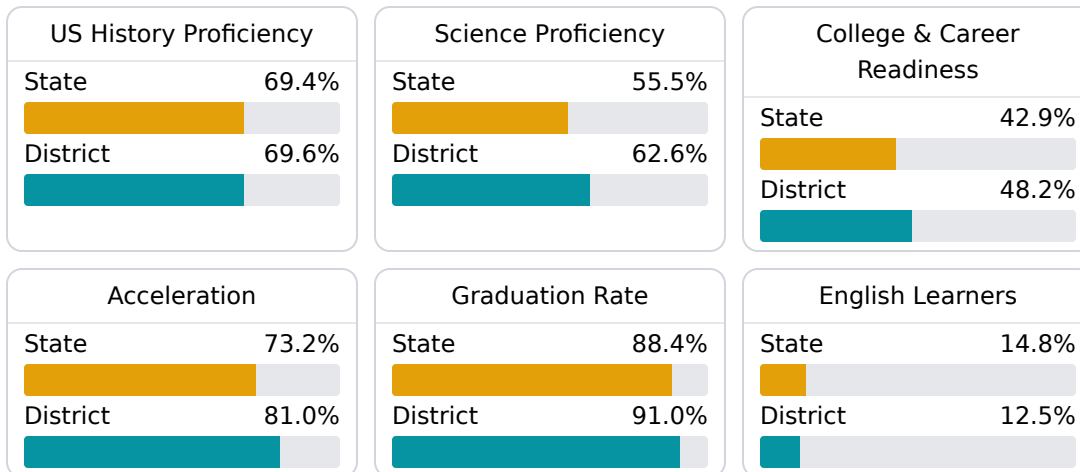 US History Proficiency
State 69.4%
District 69.6%
Science Proficiency
State 55.5%
District 62.6%
College & Career
Readiness
State 42.9%
District 48.2%
Acceleration
State 73.2%
District 81.0%
Graduation Rate
State 88.4%
District 91.0%
English Learners
State 14.8%
District 12.5%